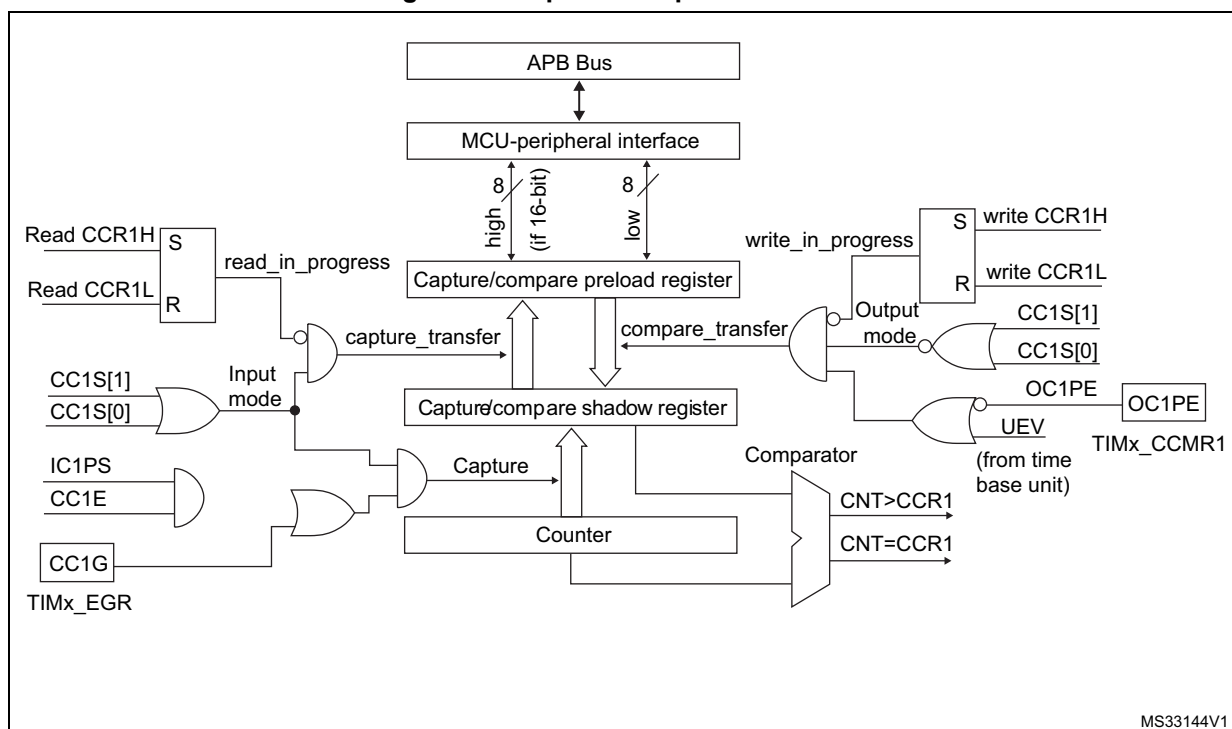 APB Bus
MCU-peripheral interface
8
high
(if 16-bit)
8
low
Read CCR1H
S
Read CCR1L
R
read_in_progress
write_in_progress
S
write CCR1H
R
write CCR1L
Capture/compare preload register
capture_transfer
compare_transfer
Output
mode
CC1S[1]
CC1S[0]
CC1S[1]
CC1S[0]
Input
mode
Capture/compare shadow register
OC1PE
OC1PE
UEV
TIMx_CCMR1
(from time
base unit)
IC1PS
CC1E
Capture
Comparator
CNT>CCR1
Counter
CNT=CCR1
CC1G
TIMx_EGR
MS33144V1